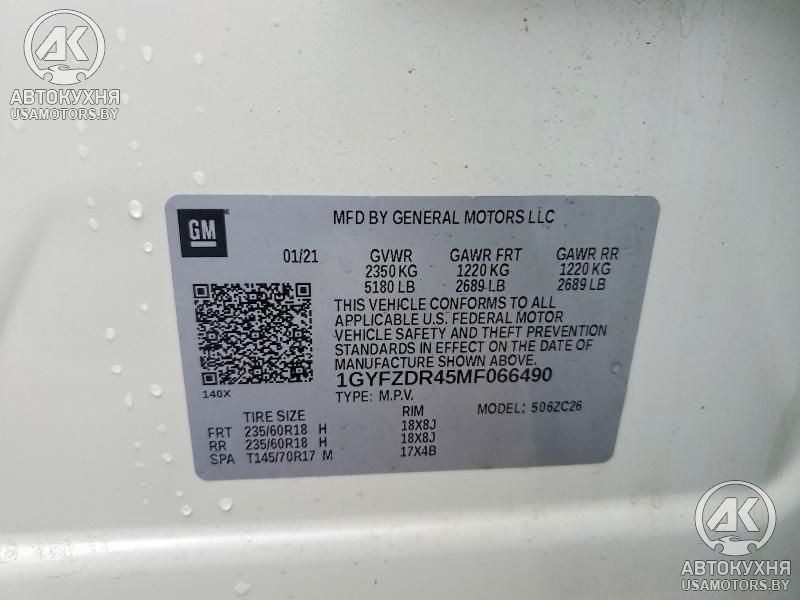 AK
АВТОКУХНЯ
USAMOTORS.BY
GM
MFD BY GENERAL MOTORS LLC
01/21 GVWR GAWR FRT GAWR RR
2350 KG 1220 KG 1220 KG
5180 LB 2689 LB 2689 LB
THIS VEHICLE CONFORMS TO ALL
APPLICABLE U.S. FEDERAL MOTOR
VEHICLE SAFETY AND THEFT PREVENTION
STANDARDS IN EFFECT ON THE DATE OF
MANUFACTURE SHOWN ABOVE.
140X
1GYFZDR45MF066490
TYPE: M.P.V. MODEL: 506ZC26
TIRE SIZE RIM
FRT 235/60R18 H 18X8J
RR 235/60R18 H 18X8J
SPA T145/70R17 M 17X4B
AK
АВТОКУХНЯ
USAMOTORS.BY